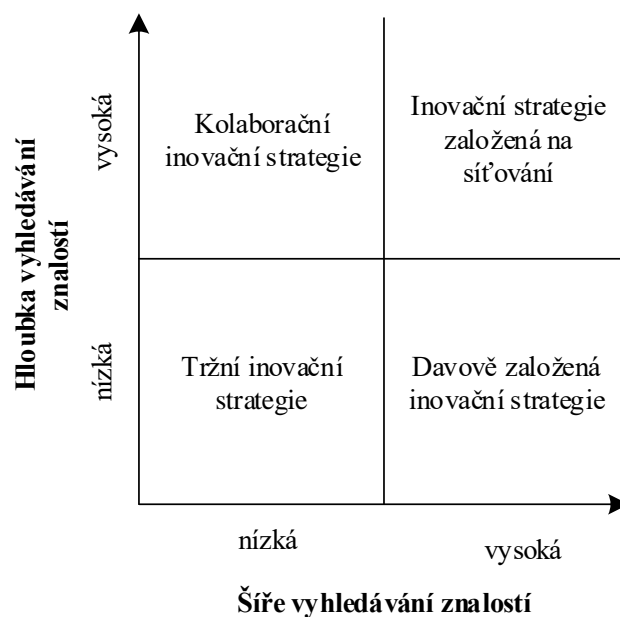 Hloubka vyhledávání
znalostí
vysoká
nízká
Kolaborační
inovační strategie
Inovační strategie
založená na
síťování
Tržní inovační
strategie
Davově založená
inovační strategie
nízká
vysoká
Šíře vyhledávání znalostí